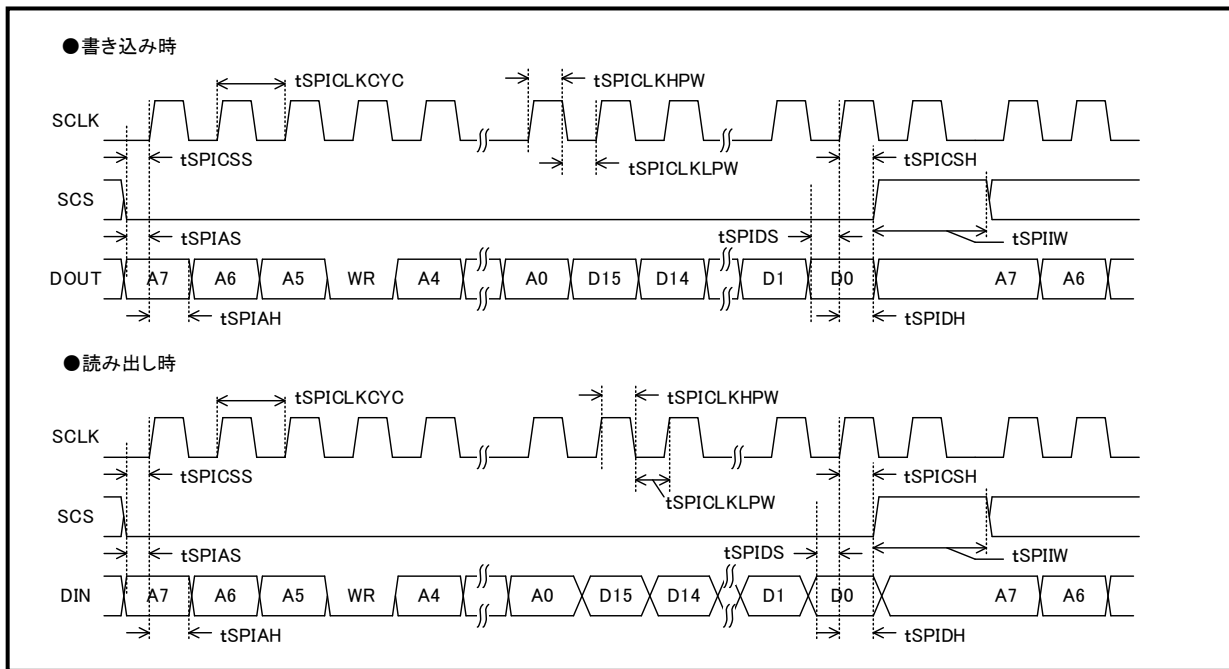 ●書き込み時
tSPICLKCYC
tSPICLKHPW
SCLK
tSPICSS
tSPICLKLPW
tSPICSH
SCS
tSPIAS
tSPIDS
tSPIIW
DOUT A7 A6 A5 WR A4 A0 D15 D14 D1 D0 A7 A6
tSPIAH
tSPIDH
●読み出し時
tSPICLKCYC
tSPICLKHPW
SCLK
tSPICSS
tSPICSH
tSPICLKLPW
SCS
tSPIAS
tSPIDS
tSPIIW
DIN A7 A6 A5 WR A4 A0 D15 D14 D1 D0 A7 A6
tSPIAH
tSPIDH